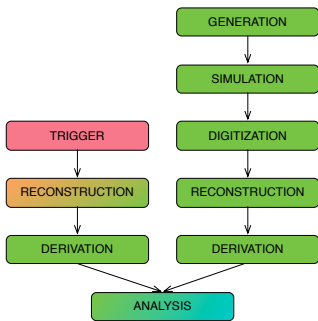 GENERATION
SIMULATION
TRIGGER
DIGITIZATION
RECONSTRUCTION
RECONSTRUCTION
DERIVATION
DERIVATION
ANALYSIS